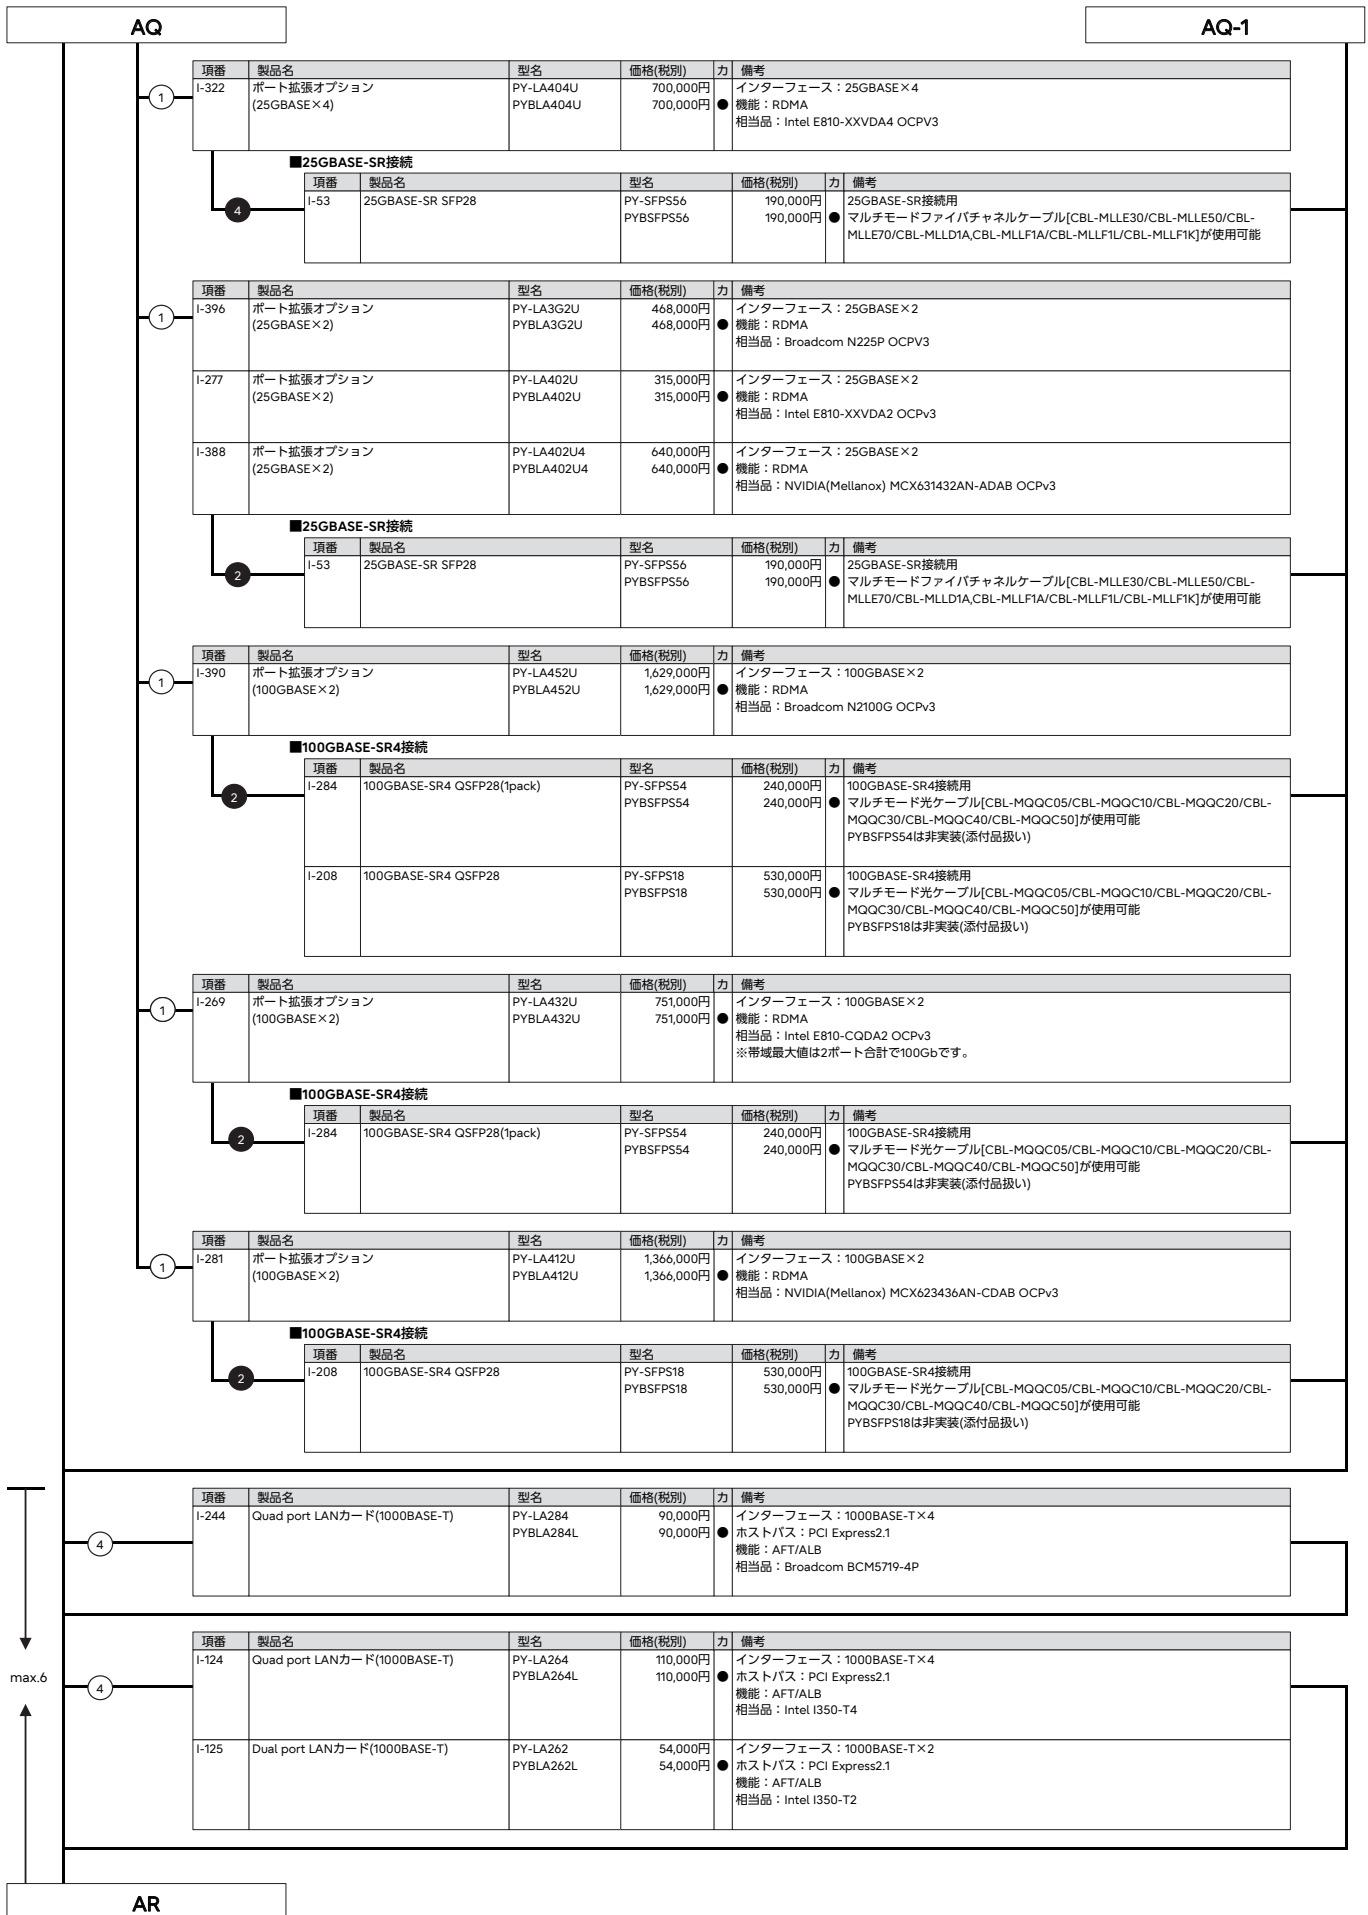 AQ
AQ-1
項番 製品名 型名 価格(税別) カ 備考
1
I-322 ポート拡張オプション PY-LA404U 700,000円 インターフェース：25GBASE×4
(25GBASE×4) PYBLA404U 700,000円 ● 機能：RDMA
相当品：Intel E810-XXVDA4 OCPV3
■25GBASE-SR接続
項番 製品名 型名 価格(税別) カ 備考
4
I-53 25GBASE-SR SFP28 PY-SFPS56 190,000円 25GBASE-SR接続用
PYBSFPS56 190,000円 ● マルチモードファイバチャネルケーブル[CBL-MLLE30/CBL-MLLE50/CBL-
MLLE70/CBL-MLLD1A,CBL-MLLF1A/CBL-MLLF1L/CBL-MLLF1K]が使用可能
項番 製品名 型名 価格(税別) カ 備考
1
I-396 ポート拡張オプション PY-LA3G2U 468,000円 インターフェース：25GBASE×2
(25GBASE×2) PYBLA3G2U 468,000円 ● 機能：RDMA
相当品：Broadcom N225P OCPV3
I-277 ポート拡張オプション PY-LA402U 315,000円 インターフェース：25GBASE×2
(25GBASE×2) PYBLA402U 315,000円 ● 機能：RDMA
相当品：Intel E810-XXVDA2 OCPv3
I-388 ポート拡張オプション PY-LA402U4 640,000円 インターフェース：25GBASE×2
(25GBASE×2) PYBLA402U4 640,000円 ● 機能：RDMA
相当品：NVIDIA(Mellanox) MCX631432AN-ADAB OCPv3
■25GBASE-SR接続
項番 製品名 型名 価格(税別) カ 備考
2
I-53 25GBASE-SR SFP28 PY-SFPS56 190,000円 25GBASE-SR接続用
PYBSFPS56 190,000円 ● マルチモードファイバチャネルケーブル[CBL-MLLE30/CBL-MLLE50/CBL-
MLLE70/CBL-MLLD1A,CBL-MLLF1A/CBL-MLLF1L/CBL-MLLF1K]が使用可能
項番 製品名 型名 価格(税別) カ 備考
1
I-390 ポート拡張オプション PY-LA452U 1,629,000円 インターフェース：100GBASE×2
(100GBASE×2) PYBLA452U 1,629,000円 ● 機能：RDMA
相当品：Broadcom N2100G OCPv3
■100GBASE-SR4接続
項番 製品名 型名 価格(税別) カ 備考
2
I-284 100GBASE-SR4 QSFP28(1pack) PY-SFPS54 240,000円 100GBASE-SR4接続用
PYBSFPS54 240,000円 ● マルチモード光ケーブル[CBL-MQQC05/CBL-MQQC10/CBL-MQQC20/CBL-
MQQC30/CBL-MQQC40/CBL-MQQC50]が使用可能
PYBSFPS54は非実装(添付品扱い)
I-208 100GBASE-SR4 QSFP28 PY-SFPS18 530,000円 100GBASE-SR4接続用
PYBSFPS18 530,000円 ● マルチモード光ケーブル[CBL-MQQC05/CBL-MQQC10/CBL-MQQC20/CBL-
MQQC30/CBL-MQQC40/CBL-MQQC50]が使用可能
PYBSFPS18は非実装(添付品扱い)
項番 製品名 型名 価格(税別) カ 備考
1
I-269 ポート拡張オプション PY-LA432U 751,000円 インターフェース：100GBASE×2
(100GBASE×2) PYBLA432U 751,000円 ● 機能：RDMA
相当品：Intel E810-CQDA2 OCPv3
※帯域最大値は2ポート合計で100Gbです。
■100GBASE-SR4接続
項番 製品名 型名 価格(税別) カ 備考
2
I-284 100GBASE-SR4 QSFP28(1pack) PY-SFPS54 240,000円 100GBASE-SR4接続用
PYBSFPS54 240,000円 ● マルチモード光ケーブル[CBL-MQQC05/CBL-MQQC10/CBL-MQQC20/CBL-
MQQC30/CBL-MQQC40/CBL-MQQC50]が使用可能
PYBSFPS54は非実装(添付品扱い)
項番 製品名 型名 価格(税別) カ 備考
1
I-281 ポート拡張オプション PY-LA412U 1,366,000円 インターフェース：100GBASE×2
(100GBASE×2) PYBLA412U 1,366,000円 ● 機能：RDMA
相当品：NVIDIA(Mellanox) MCX623436AN-CDAB OCPv3
■100GBASE-SR4接続
項番 製品名 型名 価格(税別) カ 備考
2
I-208 100GBASE-SR4 QSFP28 PY-SFPS18 530,000円 100GBASE-SR4接続用
PYBSFPS18 530,000円 ● マルチモード光ケーブル[CBL-MQQC05/CBL-MQQC10/CBL-MQQC20/CBL-
MQQC30/CBL-MQQC40/CBL-MQQC50]が使用可能
PYBSFPS18は非実装(添付品扱い)
項番 製品名 型名 価格(税別) カ 備考
4
I-244 Quad port LANカード(1000BASE-T) PY-LA284 90,000円 インターフェース：1000BASE-T×4
PYBLA284L 90,000円 ● ホストバス：PCI Express2.1
機能：AFT/ALB
相当品：Broadcom BCM5719-4P
項番 製品名 型名 価格(税別) カ 備考
max.6
4
I-124 Quad port LANカード(1000BASE-T) PY-LA264 110,000円 インターフェース：1000BASE-T×4
PYBLA264L 110,000円 ● ホストバス：PCI Express2.1
機能：AFT/ALB
相当品：Intel I350-T4
I-125 Dual port LANカード(1000BASE-T) PY-LA262 54,000円 インターフェース：1000BASE-T×2
PYBLA262L 54,000円 ● ホストバス：PCI Express2.1
機能：AFT/ALB
相当品：Intel I350-T2
AR